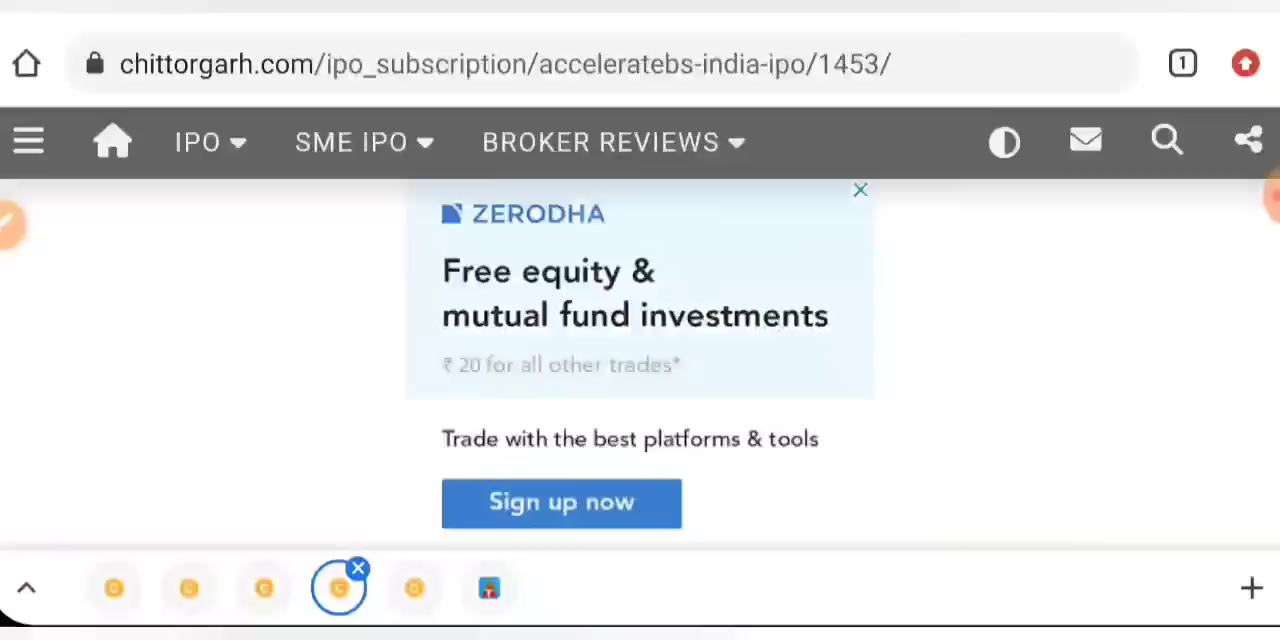 chittorgarh.com/ipo_subscription/acceleratebs-india-ipo/1453/
1
IPO SME IPO BROKER REVIEWS
ZERODHA
Free equity &
mutual fund investments
₹ 20 for all other trades*
Trade with the best platforms & tools
Sign up now